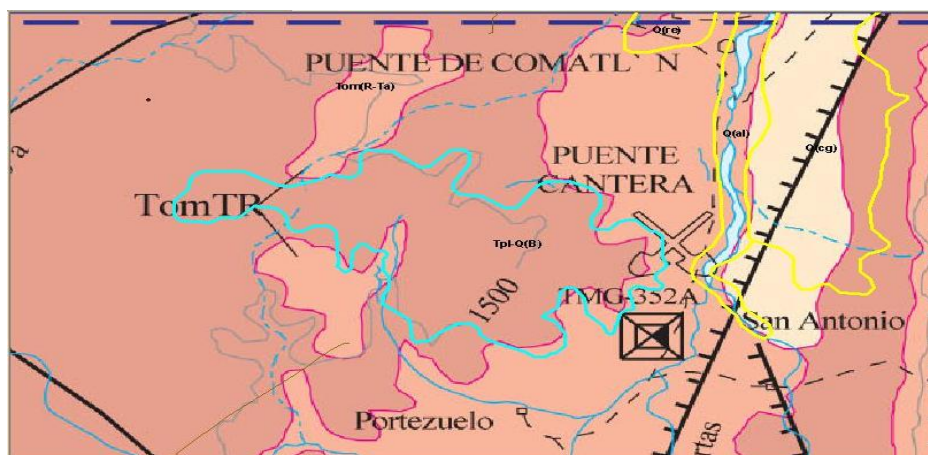 Q(re)
PUENTE DE COMATL` N
Tom(R-Ta)
Q(al)
Q(cg)
PUENTE
CANTERA
TomTR
Tpl-Q(B)
1500
TMG-352A
San Antonio
Portezuelo
rtas
a